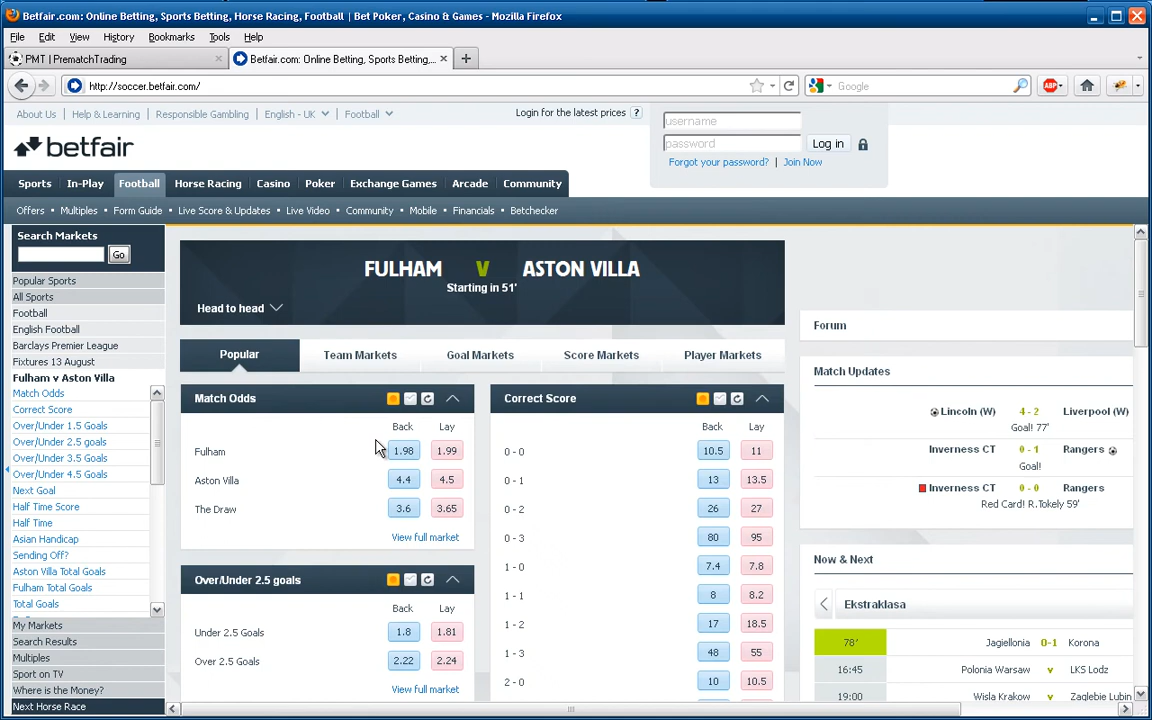 Betfair.com: Online Betting, Sports Betting, Horse Racing, Football | Bet Poker, Casino & Games - Mozilla Firefox
File Edit View History Bookmarks Tools Help
PMT | PrematchTrading
Betfair.com: Online Betting, Sports Betting,...
http://soccer.betfair.com/
Google
ABP
About Us Help & Learning Responsible Gambling English - UK Football
Login for the latest prices ?
username
password
Log in
Forgot your password? Join Now
betfair
Sports In-Play Football Horse Racing Casino Poker Exchange Games Arcade Community
Offers • Multiples • Form Guide • Live Score & Updates • Live Video • Community • Mobile • Financials • Betchecker
Search Markets
Go
Popular Sports
All Sports
Football
English Football
Barclays Premier League
Fixtures 13 August
Fulham v Aston Villa
Match Odds
Correct Score
Over/Under 1.5 Goals
Over/Under 2.5 goals
Over/Under 3.5 Goals
Over/Under 4.5 Goals
Next Goal
Half Time Score
Half Time
Asian Handicap
Sending Off?
Aston Villa Total Goals
Fulham Total Goals
Total Goals
My Markets
Search Results
Multiples
Sport on TV
Where is the Money?
Next Horse Race
FULHAM V ASTON VILLA
Starting in 51'
Head to head
Popular Team Markets Goal Markets Score Markets Player Markets
Match Odds
Back Lay
Fulham 1.98 1.99
Aston Villa 4.4 4.5
The Draw 3.6 3.65
View full market
Over/Under 2.5 goals
Back Lay
Under 2.5 Goals 1.8 1.81
Over 2.5 Goals 2.22 2.24
View full market
Correct Score
Back Lay
0 - 0 10.5 11
0 - 1 13 13.5
0 - 2 26 27
0 - 3 80 95
1 - 0 7.4 7.8
1 - 1 8 8.2
1 - 2 17 18.5
1 - 3 48 55
2 - 0 10 10.5
Forum
Match Updates
Lincoln (W) 4 - 2 Liverpool (W)
Goal! 77'
Inverness CT 0 - 1 Rangers
Goal!
Inverness CT 0 - 0 Rangers
Red Card! R.Tokely 59'
Now & Next
Ekstraklasa
78' Jagiellonia 0-1 Korona
16:45 Polonia Warsaw v LKS Lodz
19:00 Wisla Krakow v Zaglebie Lubin